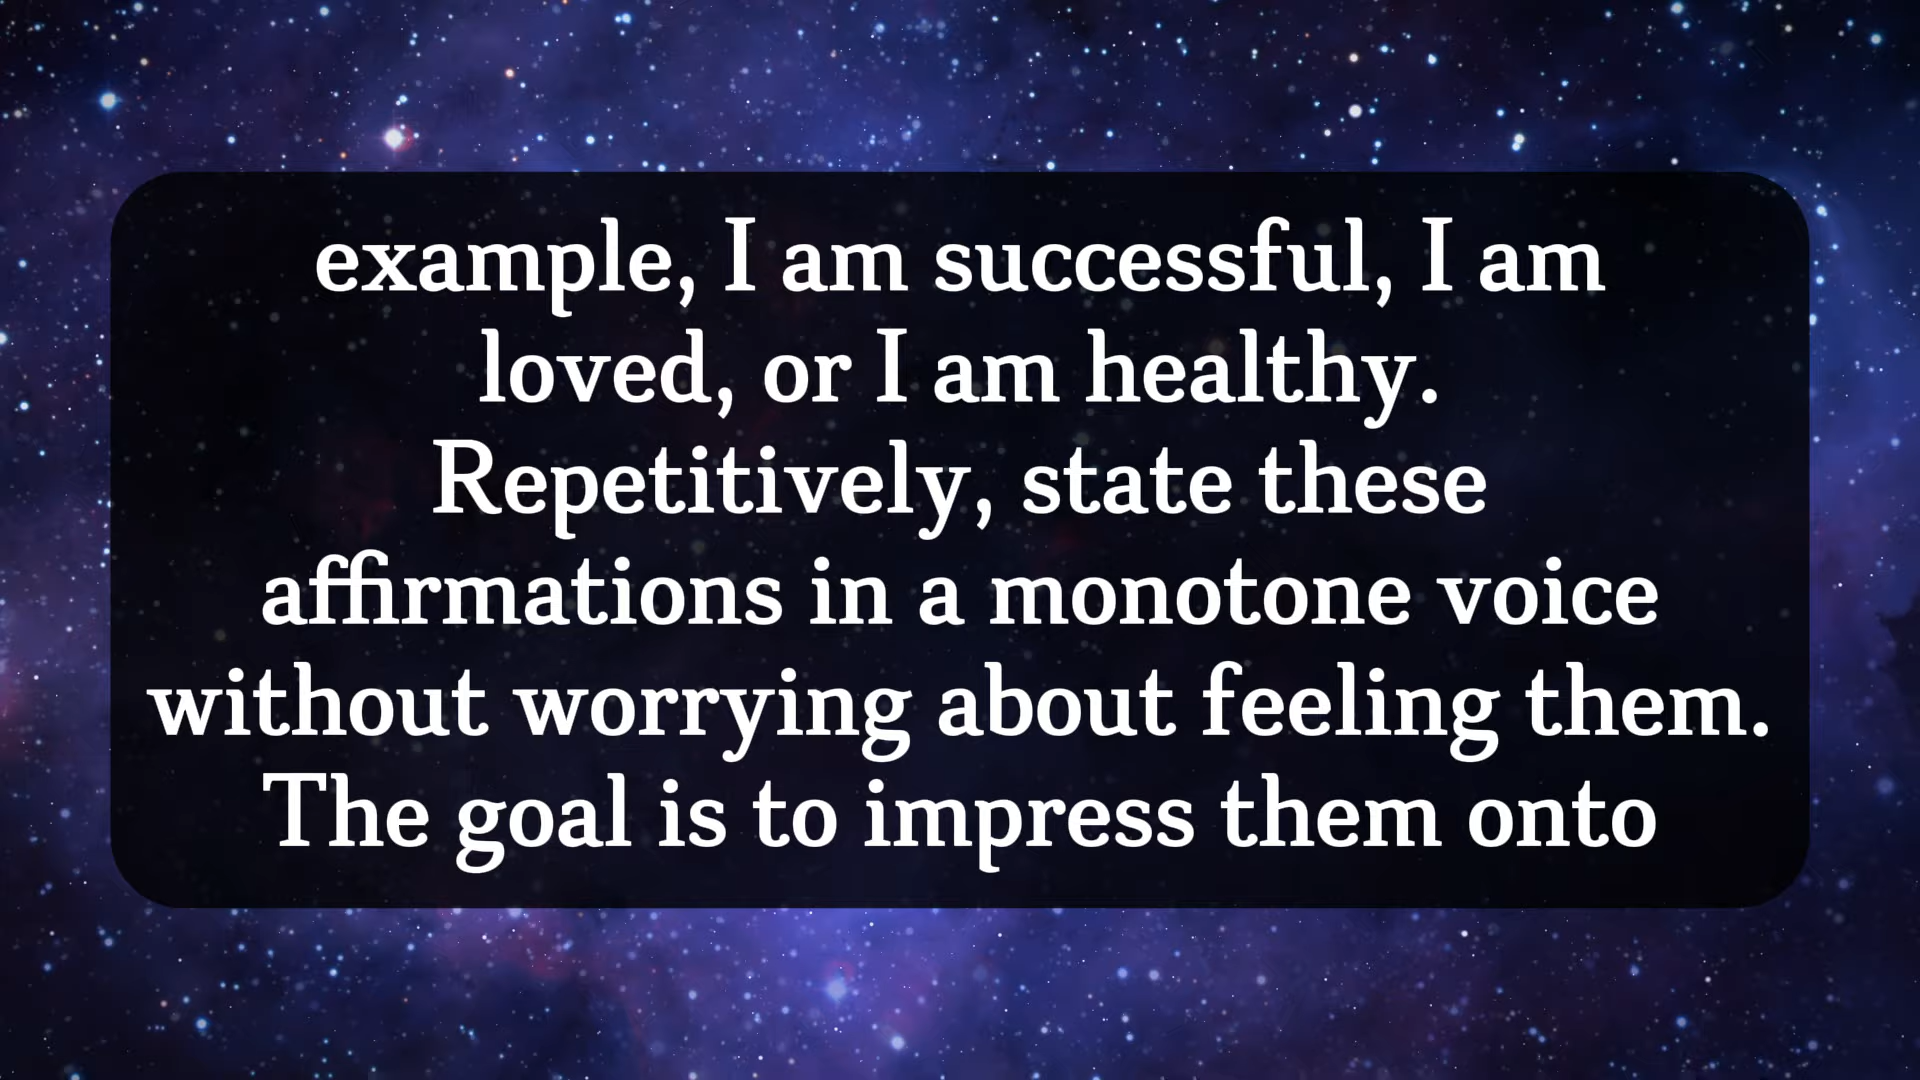 example, I am successful, I am
loved, or I am healthy.
Repetitively, state these
affirmations in a monotone voice
without worrying about feeling them.
The goal is to impress them onto